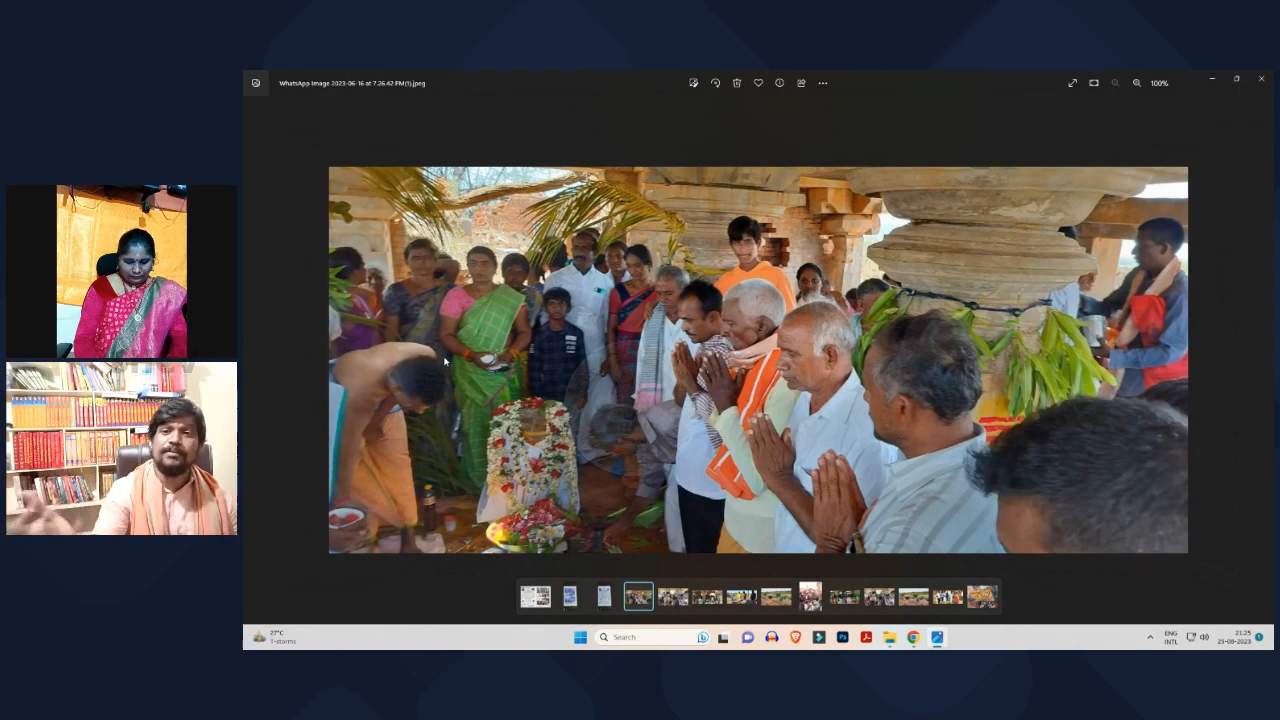 WhatsApp Image 2023-06-16 at 7.26.42 PM(1).jpeg
100%
27°C
T-storms
Search
ENG
INTL
21:25
25-08-2023